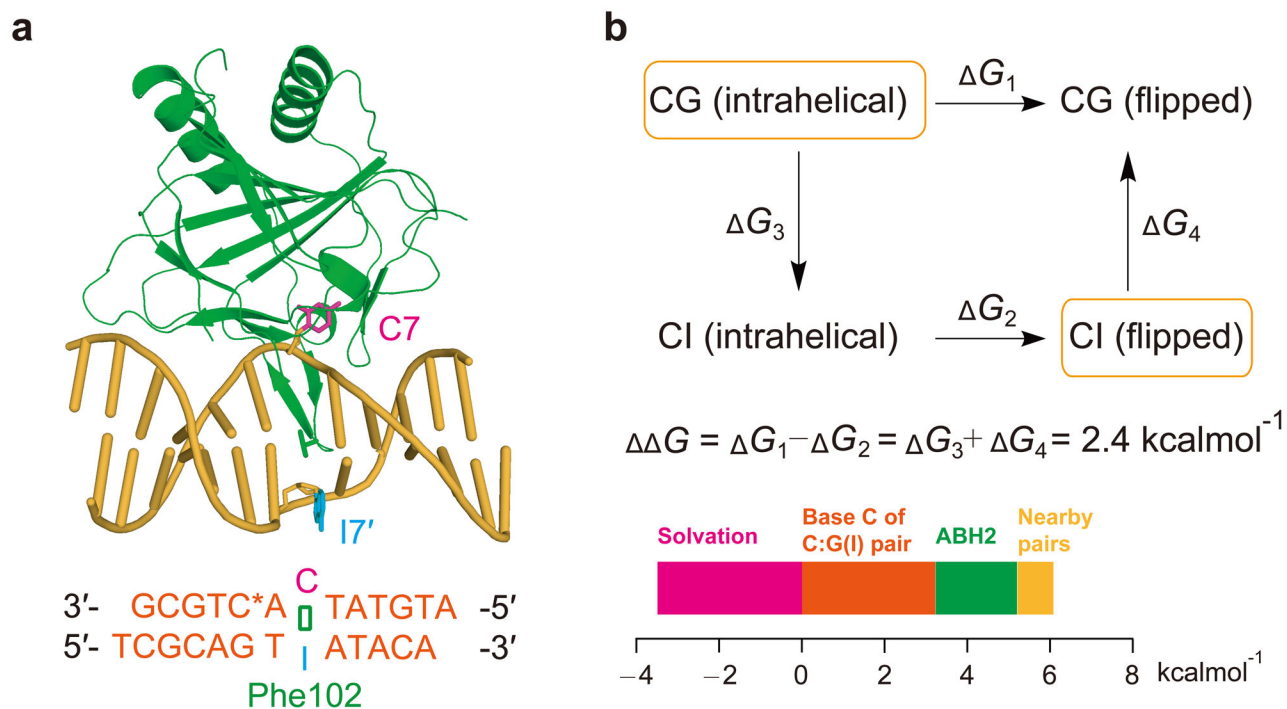 a
C7
I7′
C
3′- GCGTC*A TATGTA -5′
5′- TCGCAG T ATACA -3′
I
Phe102
b
CG (intrahelical)
ΔG1
CG (flipped)
ΔG3
ΔG4
CI (intrahelical)
ΔG2
CI (flipped)
ΔΔG = ΔG1−ΔG2 = ΔG3+ ΔG4 = 2.4 kcalmol-1
Solvation
Base C of
C:G(I) pair
ABH2
Nearby
pairs
−4 −2 0 2 4 6 8 kcalmol-1